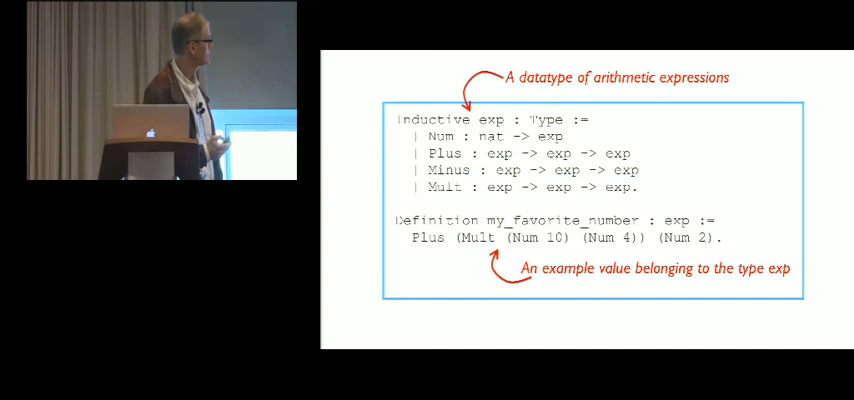 A datatype of arithmetic expressions
Inductive exp : Type :=
| Num : nat -> exp
| Plus : exp -> exp -> exp
| Minus : exp -> exp -> exp
| Mult : exp -> exp -> exp.
Definition my_favorite_number : exp :=
Plus (Mult (Num 10) (Num 4)) (Num 2).
An example value belonging to the type exp